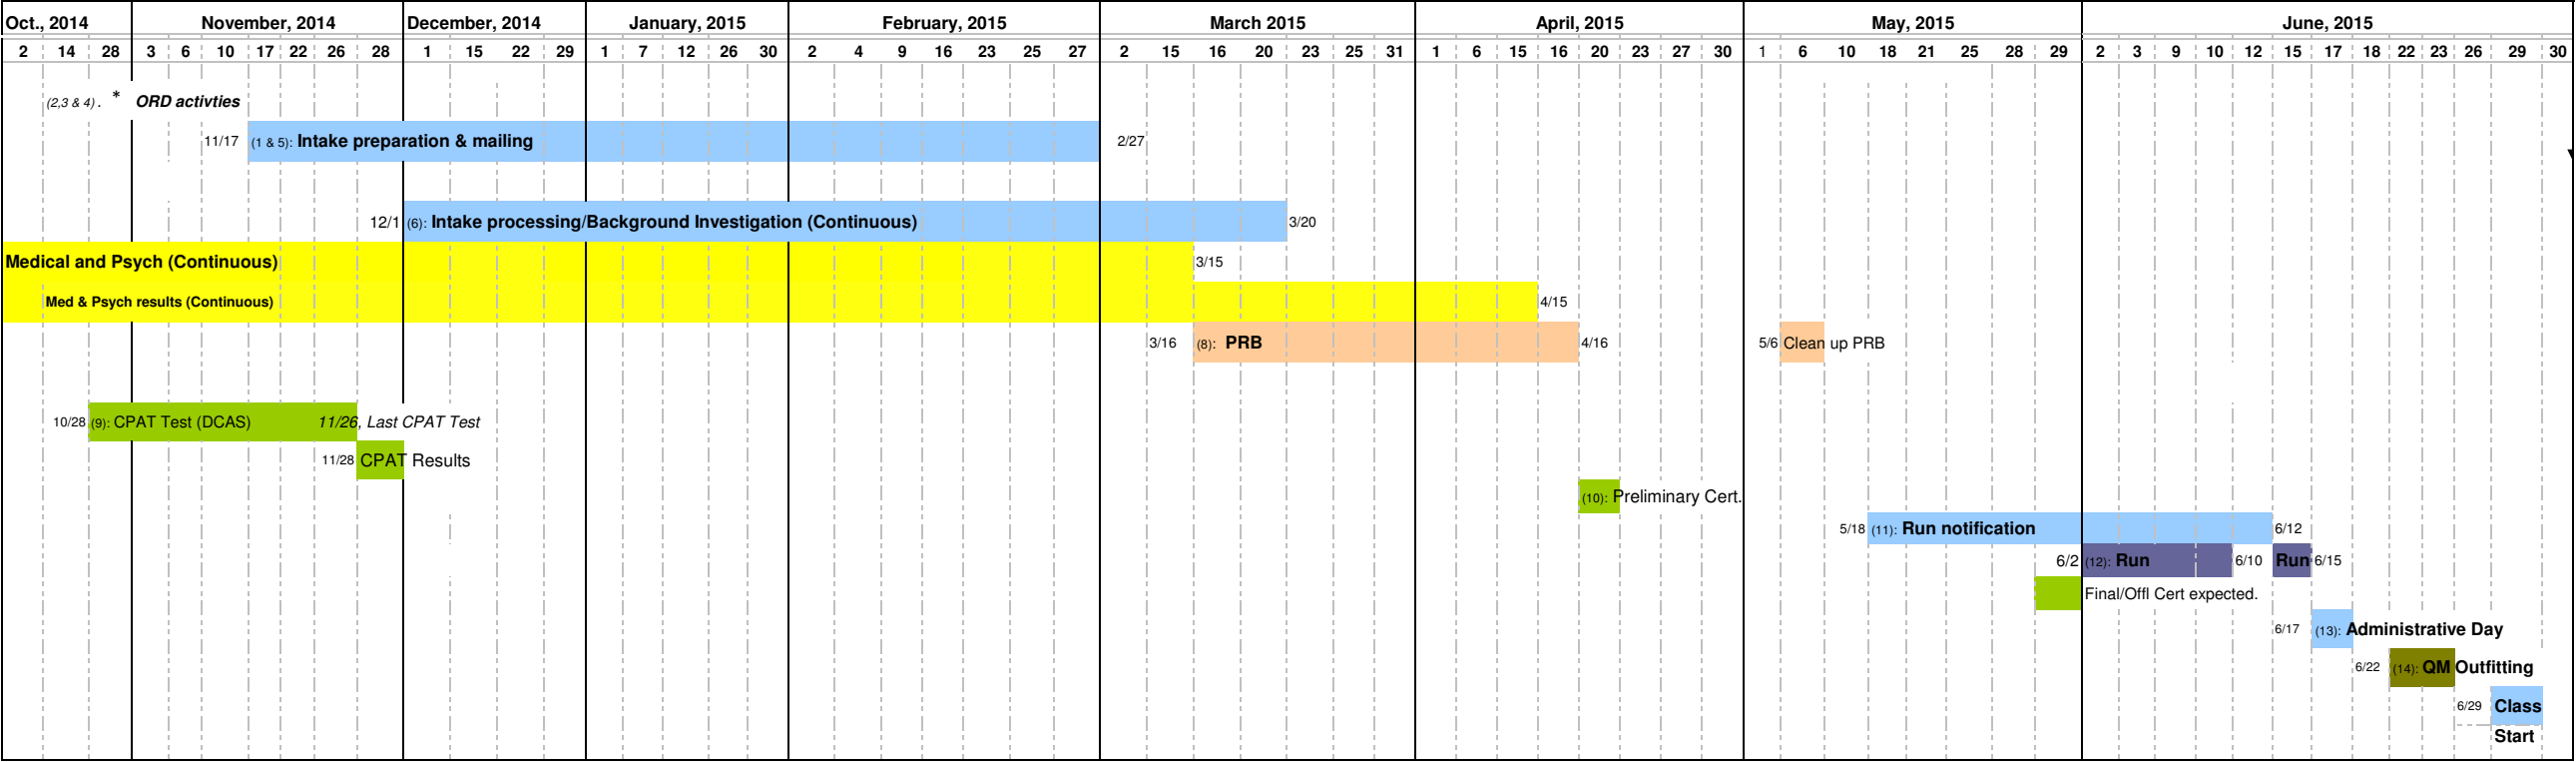 Oct., 2014 November, 2014 December, 2014 January, 2015 February, 2015 March 2015 April, 2015 May, 2015 June, 2015
2 14 28 3 6 10 17 22 26 28 1 15 22 29 1 7 12 26 30 2 4 9 16 23 25 27 2 15 16 20 23 25 31 1 6 15 16 20 23 27 30 1 6 10 18 21 25 28 29 2 3 9 10 12 15 17 18 22 23 26 29 30
(2,3 & 4) . * ORD activties
11/17 (1 & 5): Intake preparation & mailing 2/27
12/1 (6): Intake processing/Background Investigation (Continuous) 3/20
Medical and Psych (Continuous) 3/15
Med & Psych results (Continuous) 4/15
3/16 (8): PRB 4/16 5/6 Clean up PRB
10/28 (9): CPAT Test (DCAS) 11/26, Last CPAT Test
11/28 CPAT Results
(10): Preliminary Cert.
5/18 (11): Run notification 6/12
6/2 (12): Run 6/10 Run 6/15
Final/Offl Cert expected.
6/17 (13): Administrative Day
6/22 (14): QM Outfitting
6/29 Class
Start